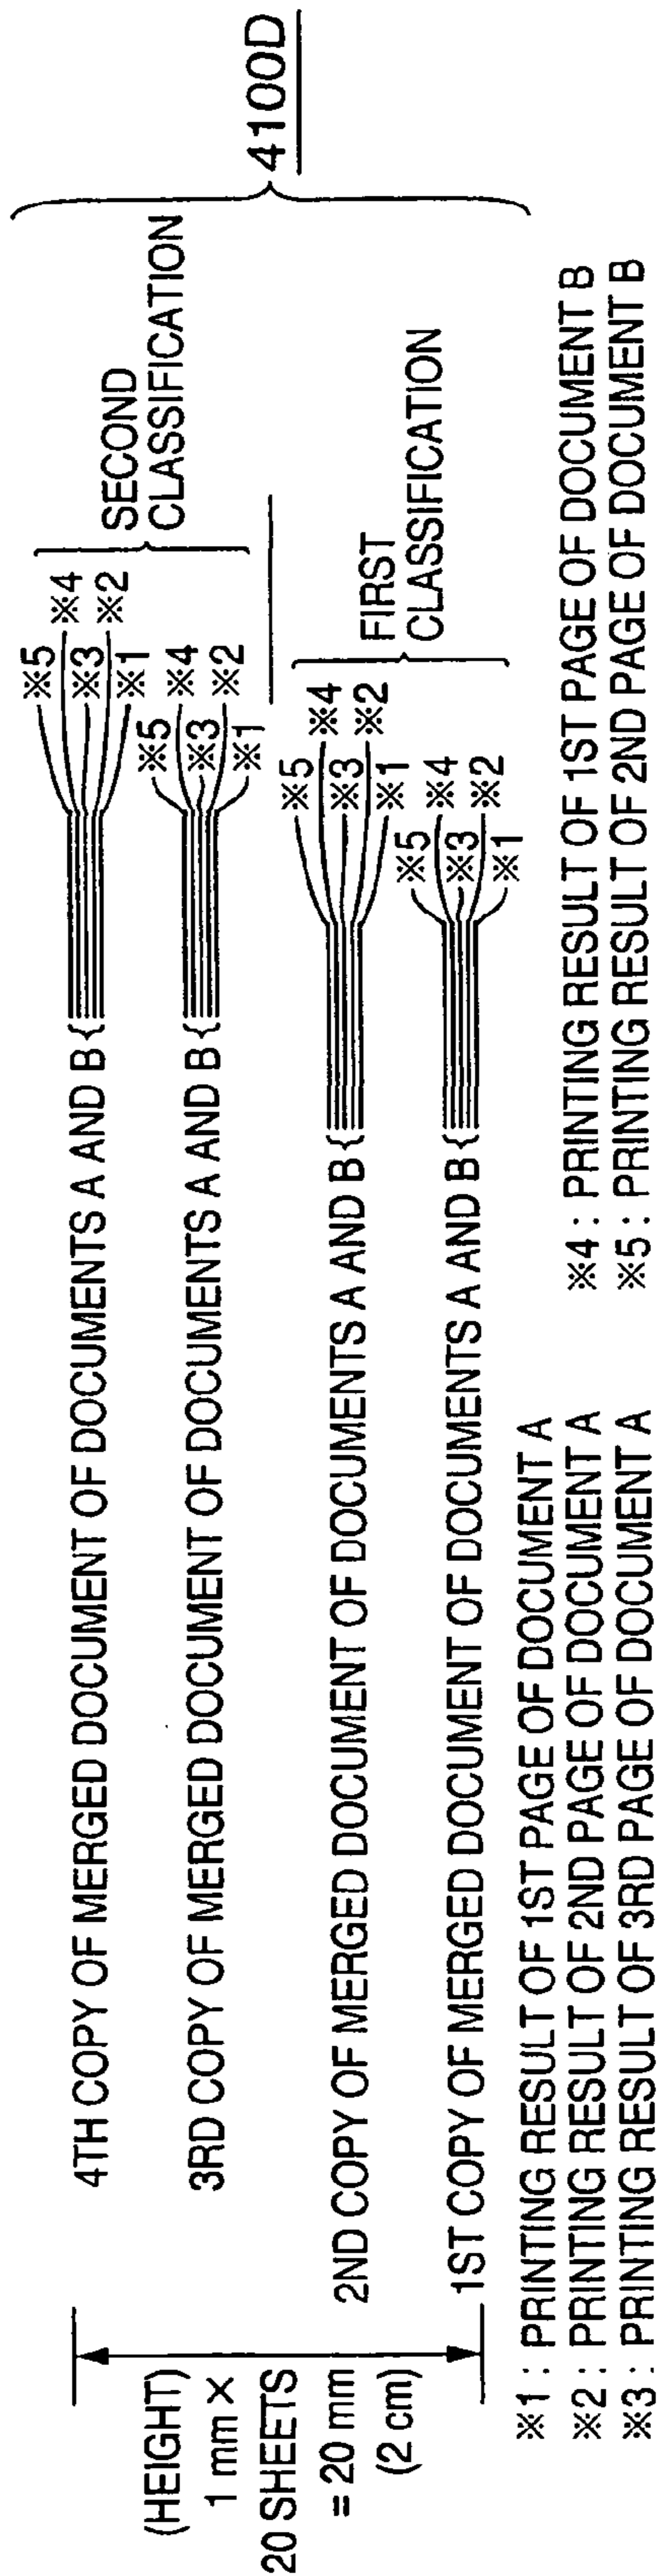 4TH COPY OF MERGED DOCUMENT OF DOCUMENTS A AND B
※5
※4
※3
※2
※1
3RD COPY OF MERGED DOCUMENT OF DOCUMENTS A AND B
※5
※4
※3
※2
※1
SECOND
CLASSIFICATION
2ND COPY OF MERGED DOCUMENT OF DOCUMENTS A AND B
※5
※4
※3
※2
※1
1ST COPY OF MERGED DOCUMENT OF DOCUMENTS A AND B
※5
※4
※3
※2
※1
FIRST
CLASSIFICATION
4100D
(HEIGHT)
1 mm ×
20 SHEETS
= 20 mm
(2 cm)
※1 : PRINTING RESULT OF 1ST PAGE OF DOCUMENT A
※2 : PRINTING RESULT OF 2ND PAGE OF DOCUMENT A
※3 : PRINTING RESULT OF 3RD PAGE OF DOCUMENT A
※4 : PRINTING RESULT OF 1ST PAGE OF DOCUMENT B
※5 : PRINTING RESULT OF 2ND PAGE OF DOCUMENT B